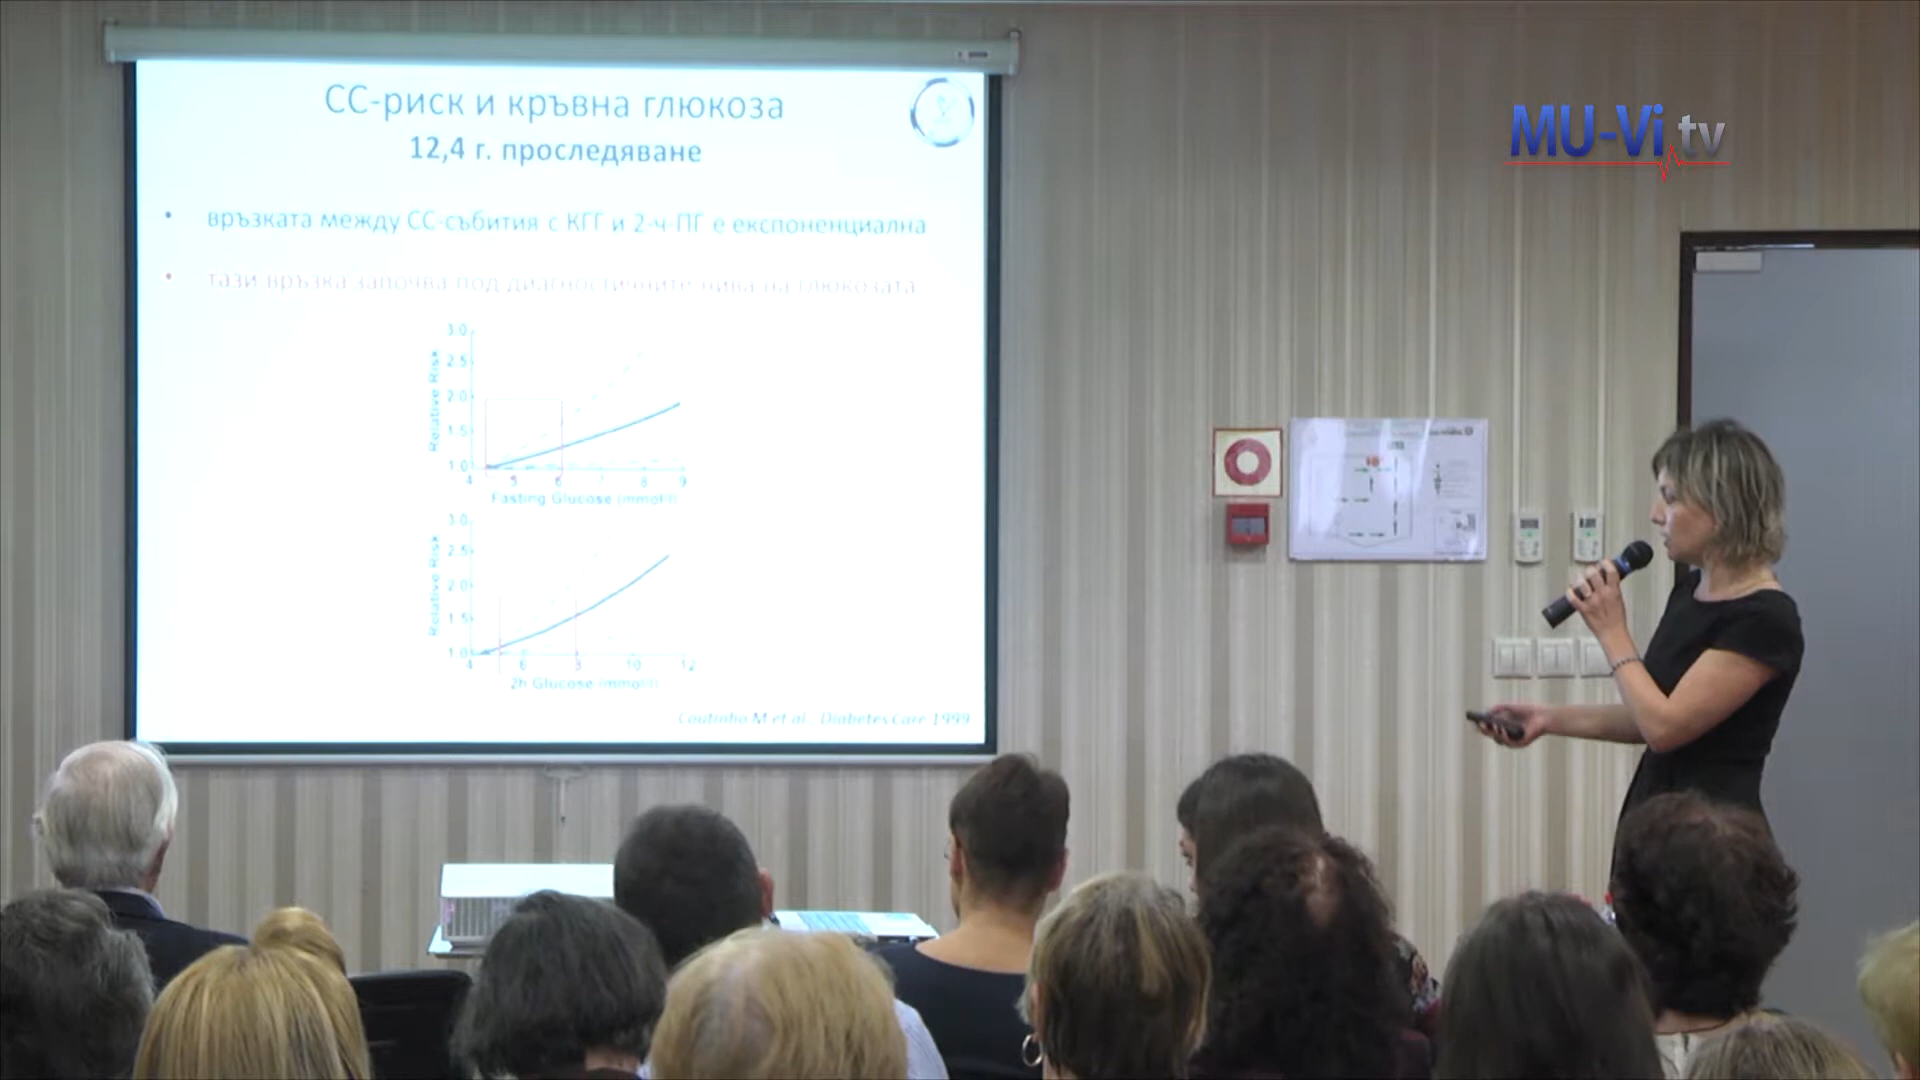 СС-риск и кръвна глюкоза
12,4 г. проследяване
MU-Vi.tv
• връзката между СС-събития с КГГ и 2-ч-ПГ е експоненциална
• тази връзка започва под диагностичните нива на глюкозата
3.0
2.5
2.0
1.5
1.0
Relative Risk
4 5 6 7 8 9
Fasting Glucose (mmol/l)
3.0
2.5
2.0
1.5
1.0
Relative Risk
4 6 8 10 12
2h Glucose (mmol/l)
Coutinho M et al., Diabetes Care 1999